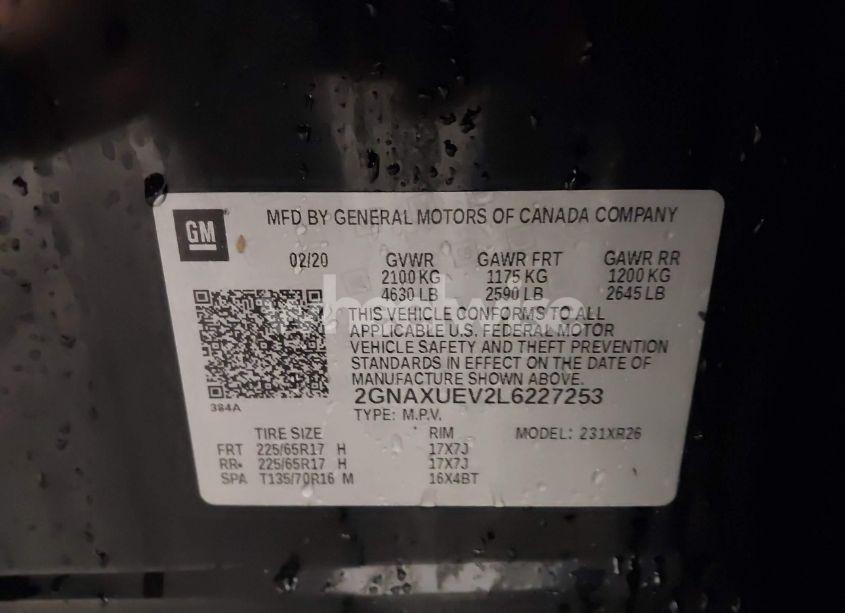 GM
MFD BY GENERAL MOTORS OF CANADA COMPANY
02/20 GVWR GAWR FRT GAWR RR
2100 KG 1175 KG 1200 KG
4630 LB 2590 LB 2645 LB
THIS VEHICLE CONFORMS TO ALL
APPLICABLE U.S. FEDERAL MOTOR
VEHICLE SAFETY AND THEFT PREVENTION
STANDARDS IN EFFECT ON THE DATE OF
MANUFACTURE SHOWN ABOVE.
384A
2GNAXUEV2L6227253
TYPE: M.P.V.
TIRE SIZE RIM MODEL: 231XR26
FRT 225/65R17 H 17X7J
RR• 225/65R17 H 17X7J
SPA T135/70R16 M 16X4BT